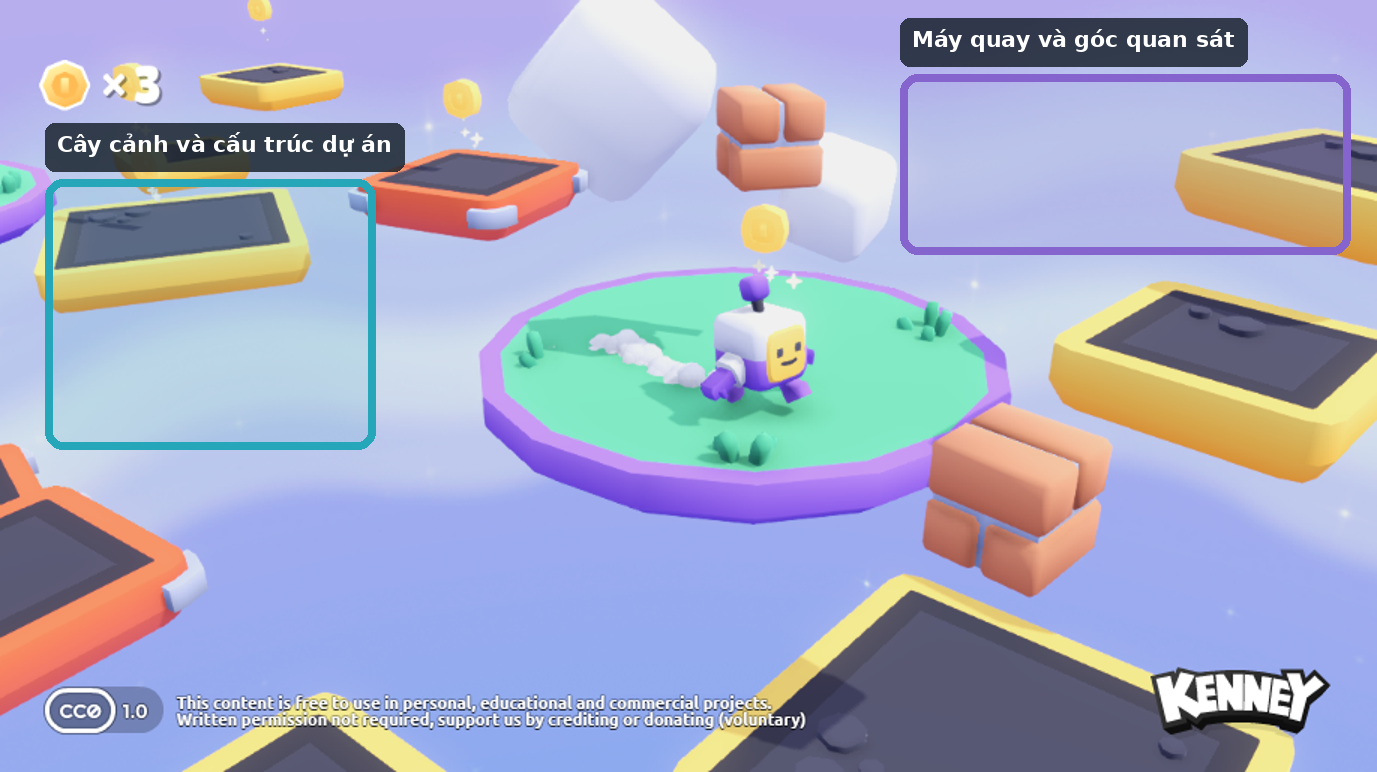 Máy quay và góc quan sát
×3
Cây cảnh và cấu trúc dự án
CC0 1.0
This content is free to use in personal, educational and commercial projects.
Written permission not required, support us by crediting or donating (voluntary)
KENNEY